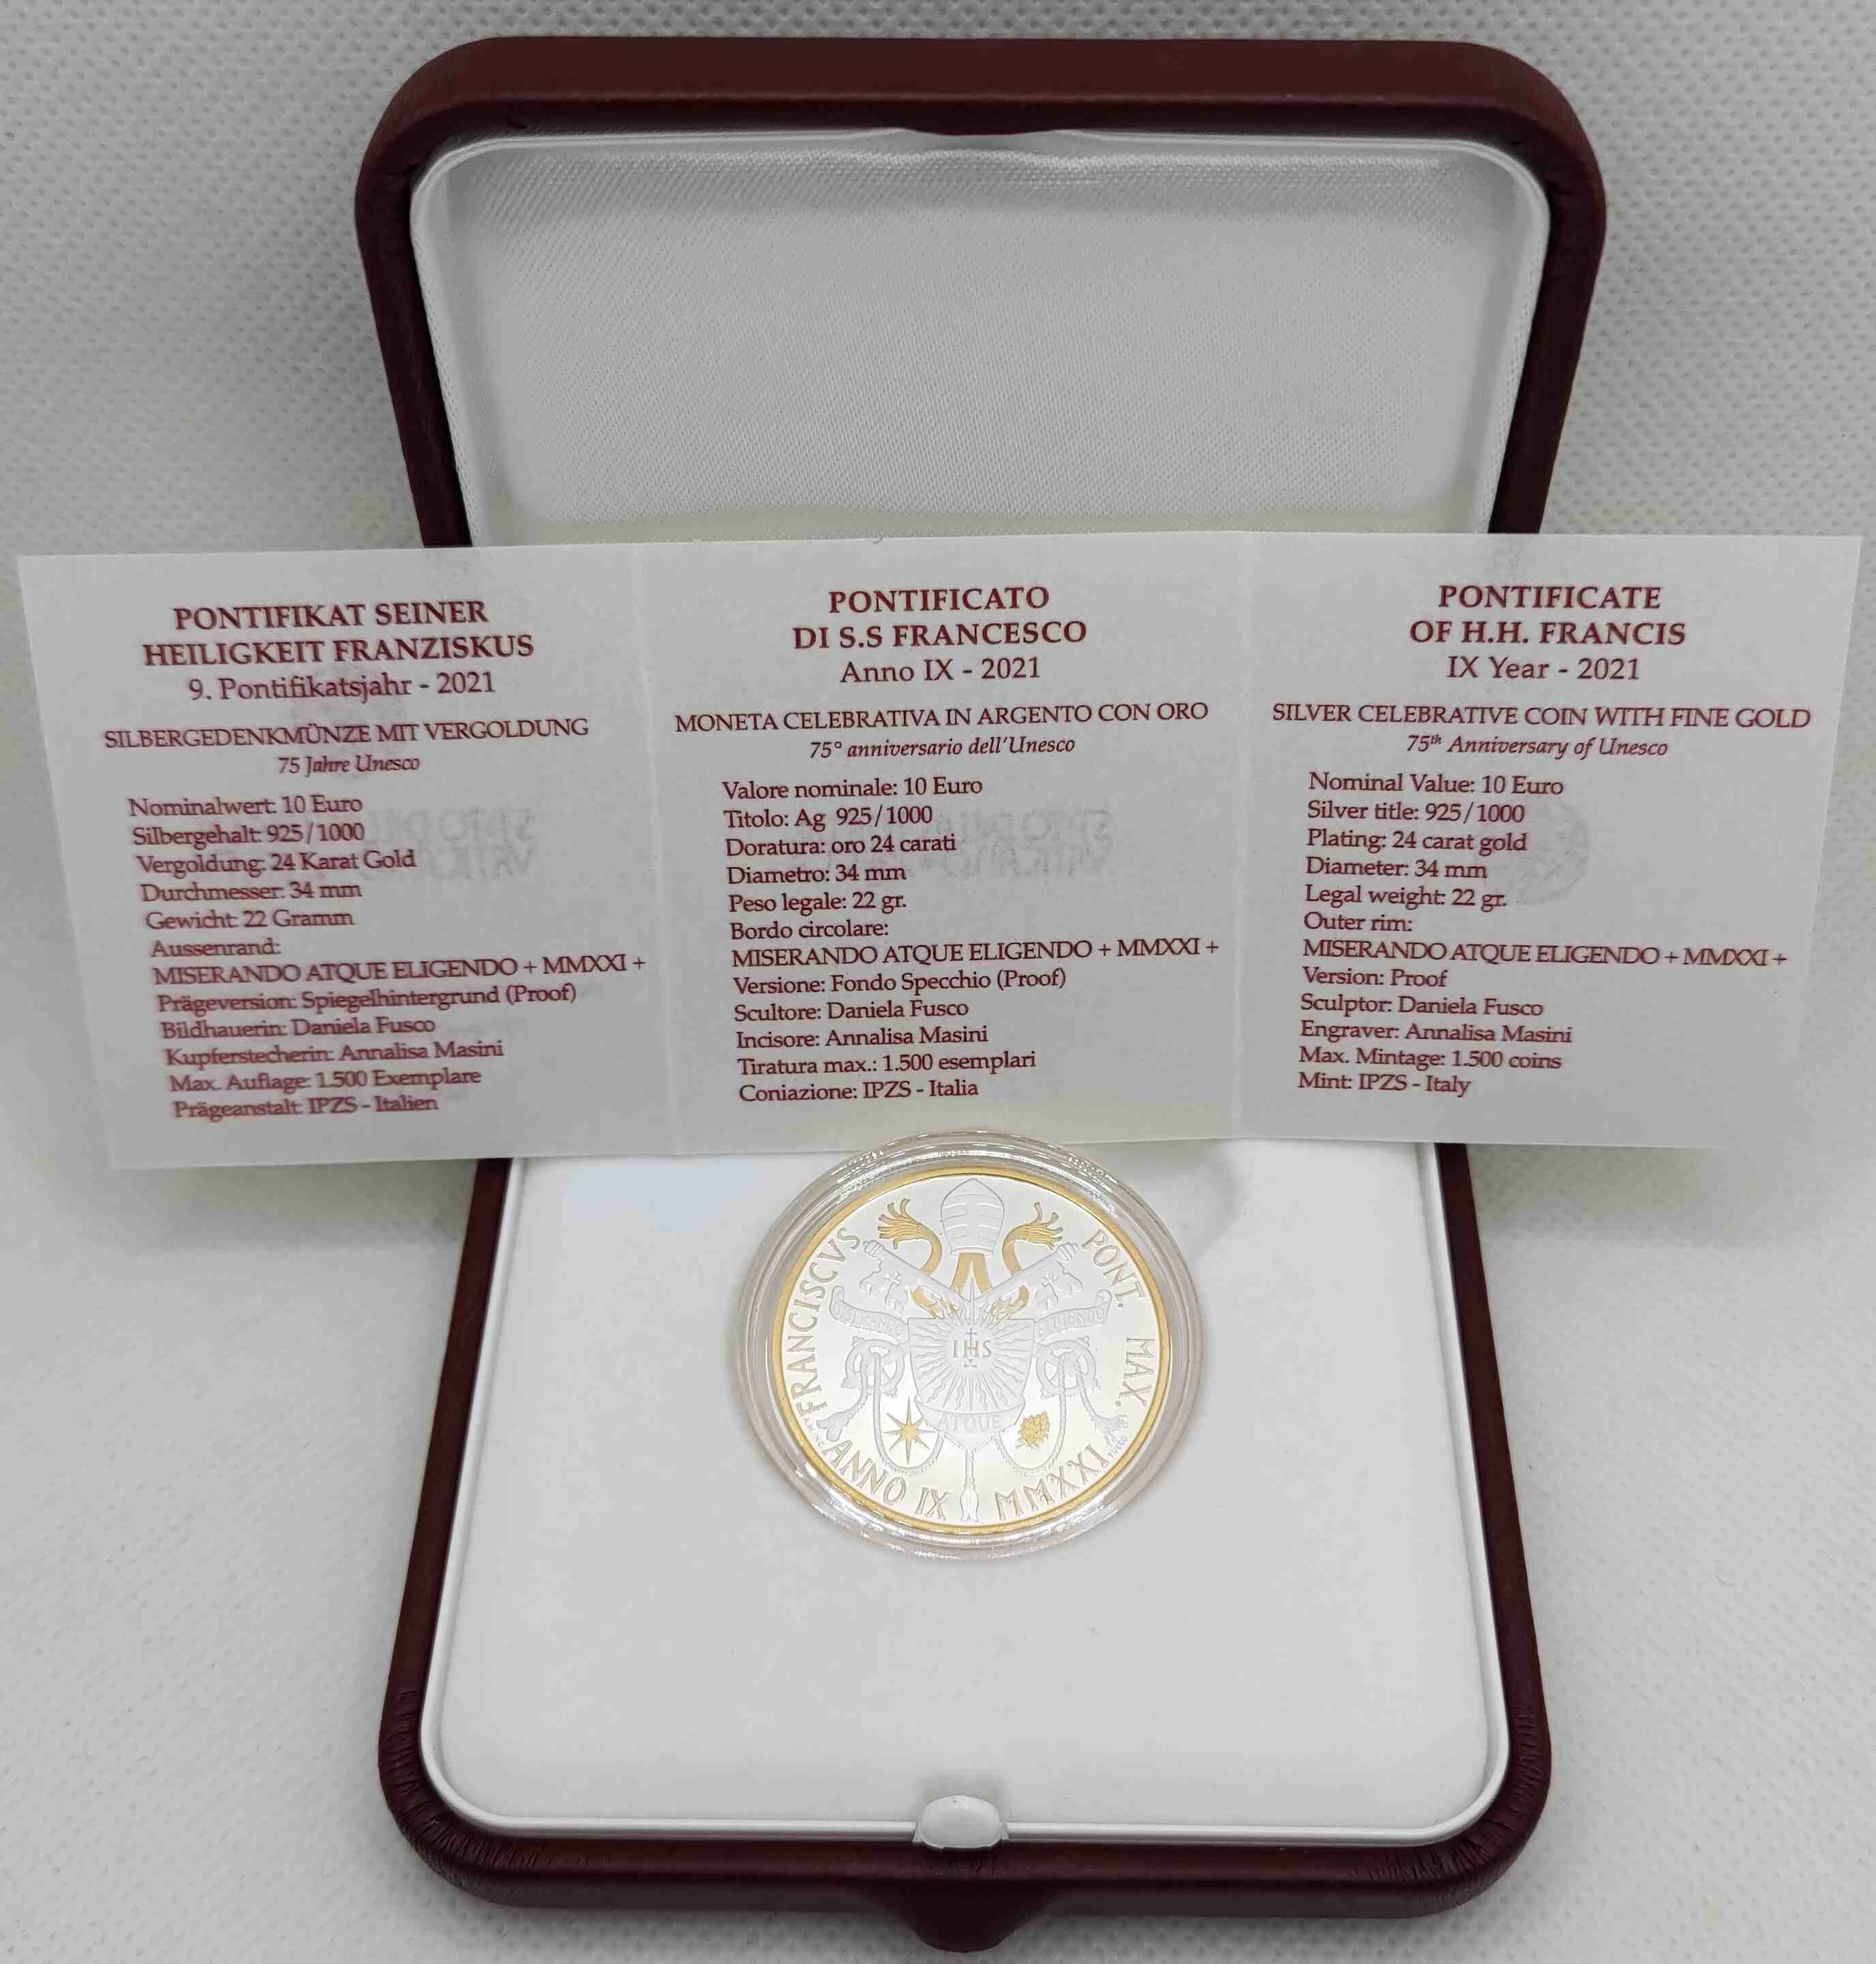 PONTIFIKAT SEINER
HEILIGKEIT FRANZISKUS
9. Pontifikatsjahr - 2021
SILBERGEDENKMÜNZE MIT VERGOLDUNG
75 Jahre Unesco
Nominalwert: 10 Euro
Silbergehalt: 925/1000
Vergoldung: 24 Karat Gold
Durchmesser: 34 mm
Gewicht: 22 Gramm
Aussenrand:
MISERANDO ATQUE ELIGENDO + MMXXI +
Prägeversion: Spiegelhintergrund (Proof)
Bildhauerin: Daniela Fusco
Kupferstecherin: Annalisa Masini
Max. Auflage: 1.500 Exemplare
Prägeanstalt: IPZS - Italien
PONTIFICATO
DI S.S FRANCESCO
Anno IX - 2021
MONETA CELEBRATIVA IN ARGENTO CON ORO
75° anniversario dell'Unesco
Valore nominale: 10 Euro
Titolo: Ag 925/1000
Doratura: oro 24 carati
Diametro: 34 mm
Peso legale: 22 gr.
Bordo circolare:
MISERANDO ATQUE ELIGENDO + MMXXI +
Versione: Fondo Specchio (Proof)
Scultore: Daniela Fusco
Incisore: Annalisa Masini
Tiratura max.: 1.500 esemplari
Coniazione: IPZS - Italia
PONTIFICATE
OF H.H. FRANCIS
IX Year - 2021
SILVER CELEBRATIVE COIN WITH FINE GOLD
75th Anniversary of Unesco
Nominal Value: 10 Euro
Silver title: 925/1000
Plating: 24 carat gold
Diameter: 34 mm
Legal weight: 22 gr.
Outer rim:
MISERANDO ATQUE ELIGENDO + MMXXI +
Version: Proof
Sculptor: Daniela Fusco
Engraver: Annalisa Masini
Max. Mintage: 1.500 coins
Mint: IPZS - Italy
FRANCISCVS PONT. MAX.
IHS
ATQUE
ANNO IX MMXXI